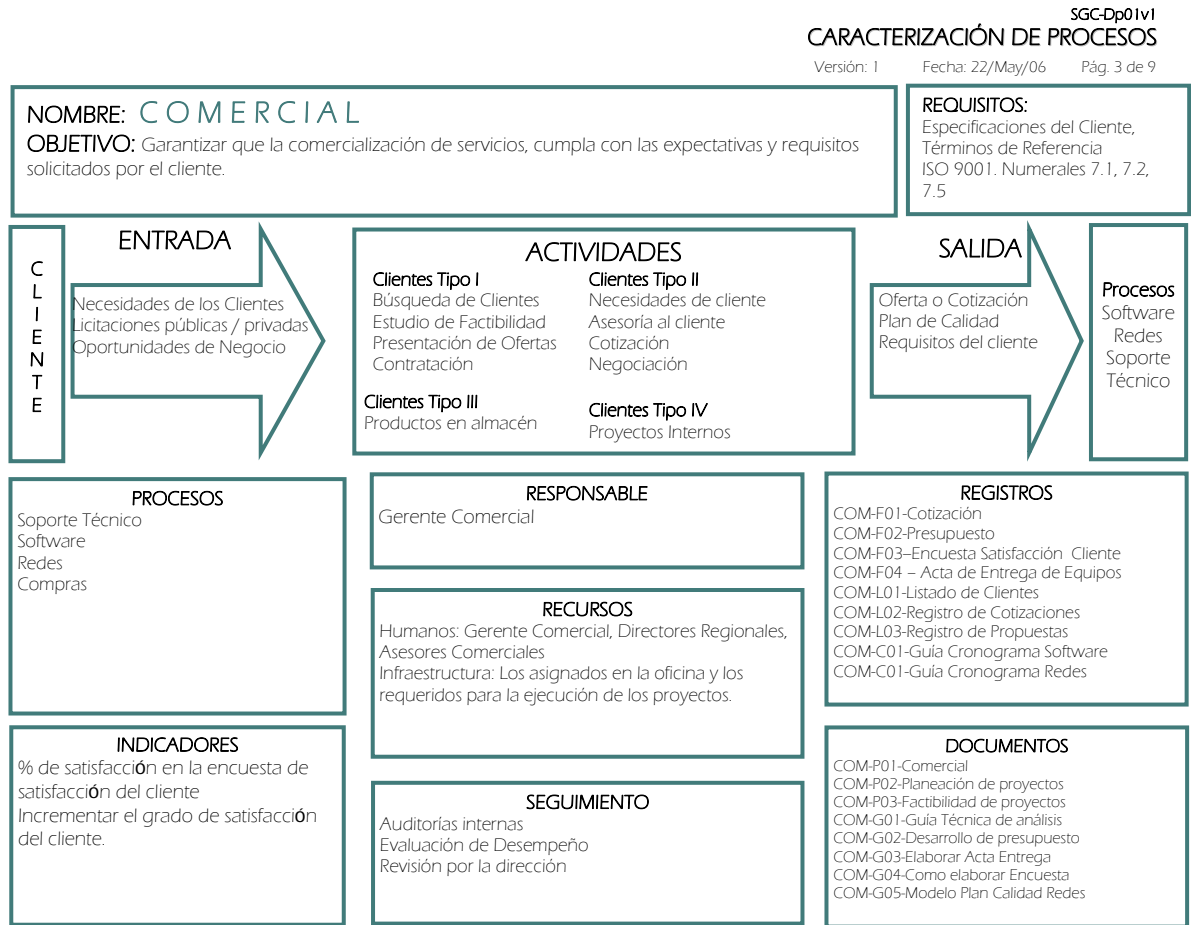 SGC-Dp01v1
CARACTERIZACIÓN DE PROCESOS
Versión: 1 Fecha: 22/May/06 Pág. 3 de 9
NOMBRE: COMERCIAL
OBJETIVO: Garantizar que la comercialización de servicios, cumpla con las expectativas y requisitos
solicitados por el cliente.
REQUISITOS:
Especificaciones del Cliente,
Términos de Referencia
ISO 9001. Numerales 7.1, 7.2,
7.5
CLIENTE
ENTRADA
Necesidades de los Clientes
Licitaciones públicas / privadas
Oportunidades de Negocio
ACTIVIDADES
Clientes Tipo I
Búsqueda de Clientes
Estudio de Factibilidad
Presentación de Ofertas
Contratación
Clientes Tipo II
Necesidades de cliente
Asesoría al cliente
Cotización
Negociación
Clientes Tipo III
Productos en almacén
Clientes Tipo IV
Proyectos Internos
SALIDA
Oferta o Cotización
Plan de Calidad
Requisitos del cliente
Procesos
Software
Redes
Soporte
Técnico
PROCESOS
Soporte Técnico
Software
Redes
Compras
RESPONSABLE
Gerente Comercial
REGISTROS
COM-F01-Cotización
COM-F02-Presupuesto
COM-F03–Encuesta Satisfacción Cliente
COM-F04 – Acta de Entrega de Equipos
COM-L01-Listado de Clientes
COM-L02-Registro de Cotizaciones
COM-L03-Registro de Propuestas
COM-C01-Guía Cronograma Software
COM-C01-Guía Cronograma Redes
RECURSOS
Humanos: Gerente Comercial, Directores Regionales,
Asesores Comerciales
Infraestructura: Los asignados en la oficina y los
requeridos para la ejecución de los proyectos.
INDICADORES
% de satisfacción en la encuesta de
satisfacción del cliente
Incrementar el grado de satisfacción
del cliente.
SEGUIMIENTO
Auditorías internas
Evaluación de Desempeño
Revisión por la dirección
DOCUMENTOS
COM-P01-Comercial
COM-P02-Planeación de proyectos
COM-P03-Factibilidad de proyectos
COM-G01-Guía Técnica de análisis
COM-G02-Desarrollo de presupuesto
COM-G03-Elaborar Acta Entrega
COM-G04-Como elaborar Encuesta
COM-G05-Modelo Plan Calidad Redes